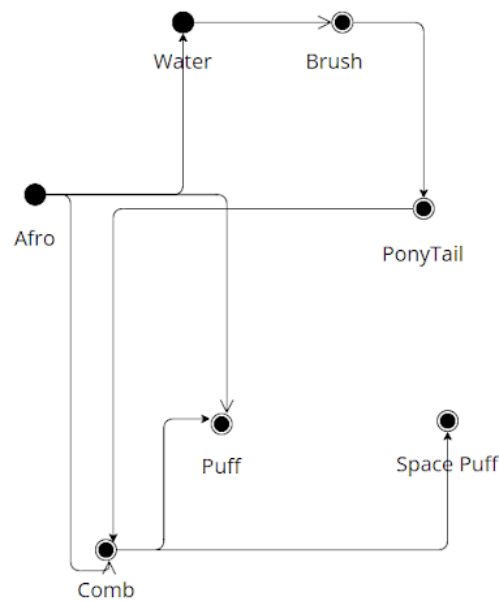 Water
Brush
Afro
PonyTail
Puff
Space Puff
Comb